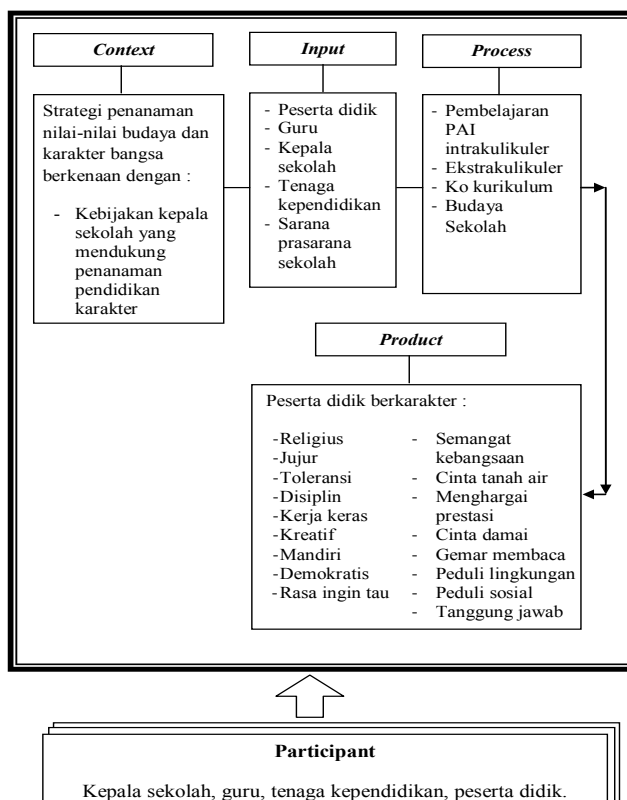 Context
Strategi penanaman
nilai-nilai budaya dan
karakter bangsa
berkenaan dengan :
- Kebijakan kepala
sekolah yang
mendukung
penanaman
pendidikan
karakter
Input
- Peserta didik
- Guru
- Kepala
sekolah
- Tenaga
kependidikan
- Sarana
prasarana
sekolah
Process
- Pembelajaran
PAI
intrakulikuler
- Ekstrakulikuler
- Ko kurikulum
- Budaya
Sekolah
Product
Peserta didik berkarakter :
-Religius
-Jujur
-Toleransi
-Disiplin
-Kerja keras
-Kreatif
-Mandiri
-Demokratis
-Rasa ingin tau
- Semangat
kebangsaan
- Cinta tanah air
- Menghargai
prestasi
- Cinta damai
- Gemar membaca
- Peduli lingkungan
- Peduli sosial
- Tanggung jawab
Participant
Kepala sekolah, guru, tenaga kependidikan, peserta didik.